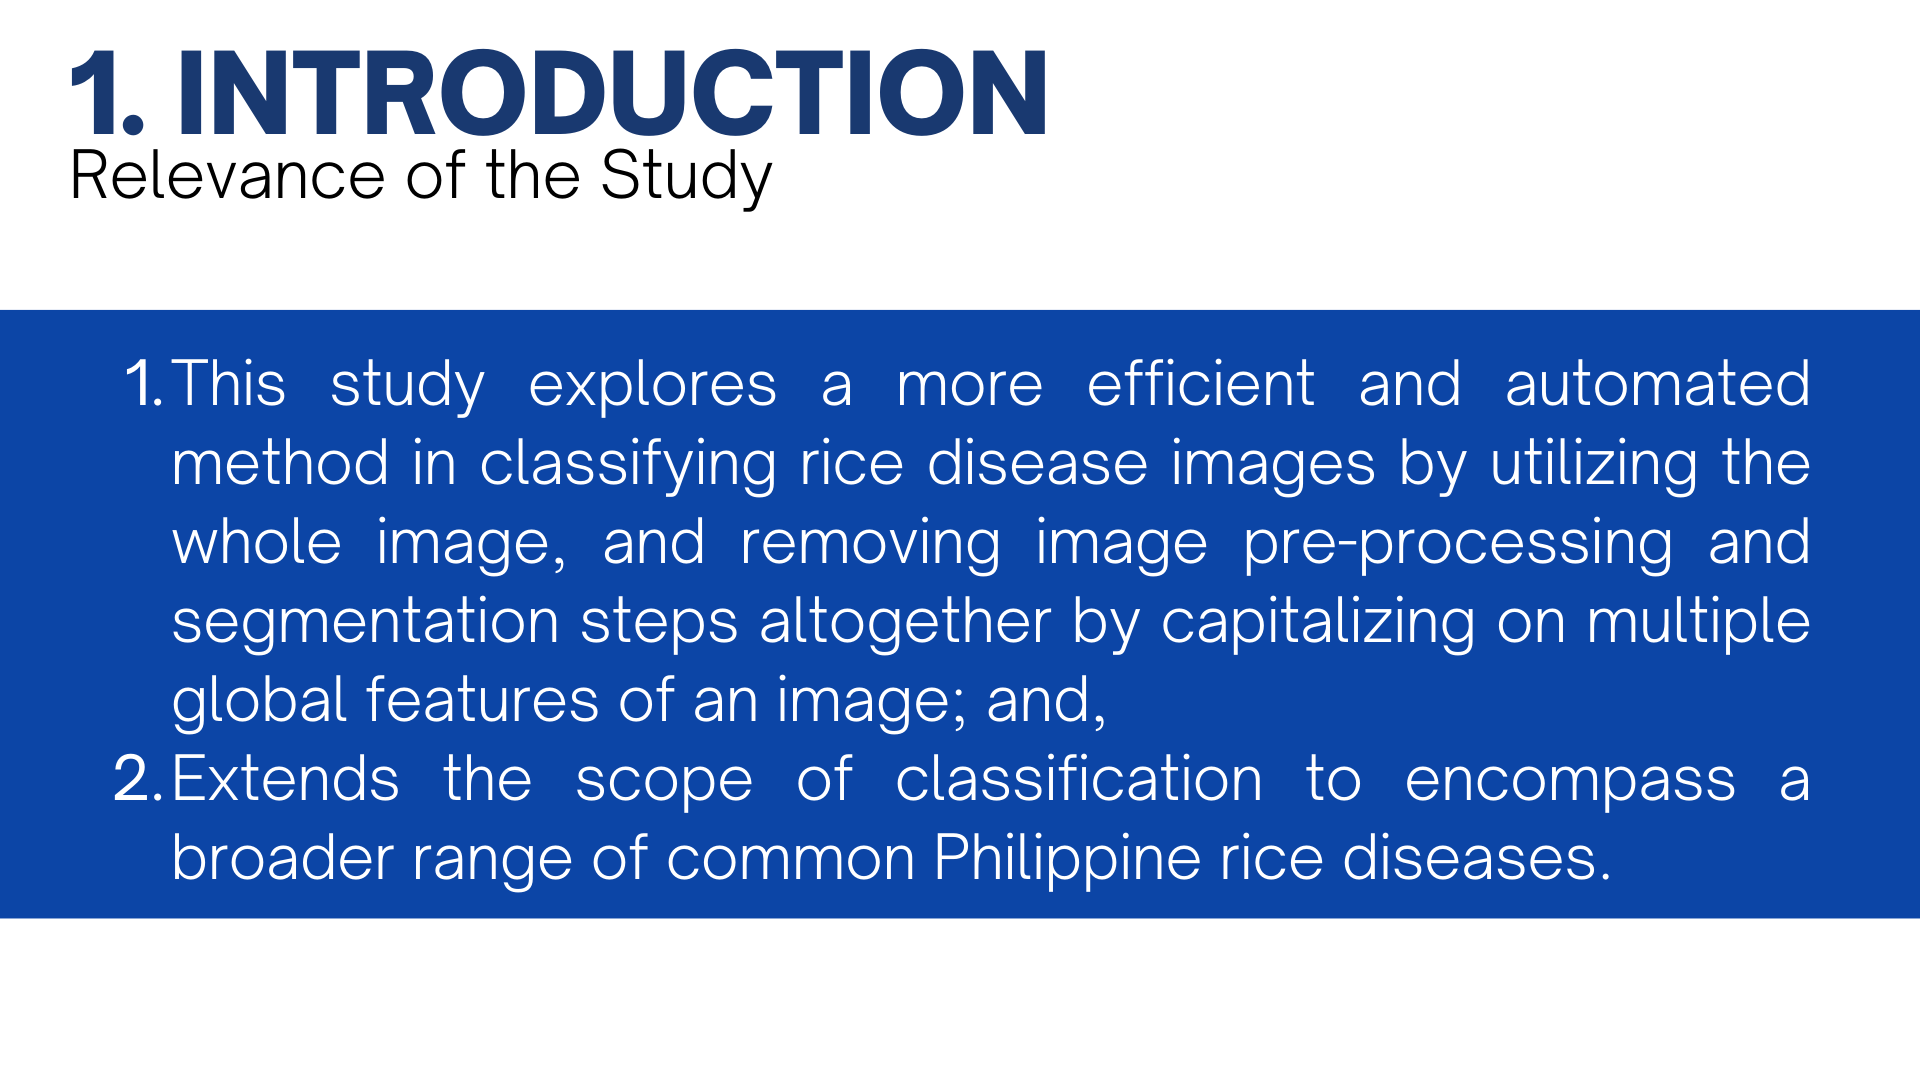 1. INTRODUCTION
Relevance of the Study
1. This study explores a more efficient and automated
method in classifying rice disease images by utilizing the
whole image, and removing image pre-processing and
segmentation steps altogether by capitalizing on multiple
global features of an image; and,
2. Extends the scope of classification to encompass a
broader range of common Philippine rice diseases.